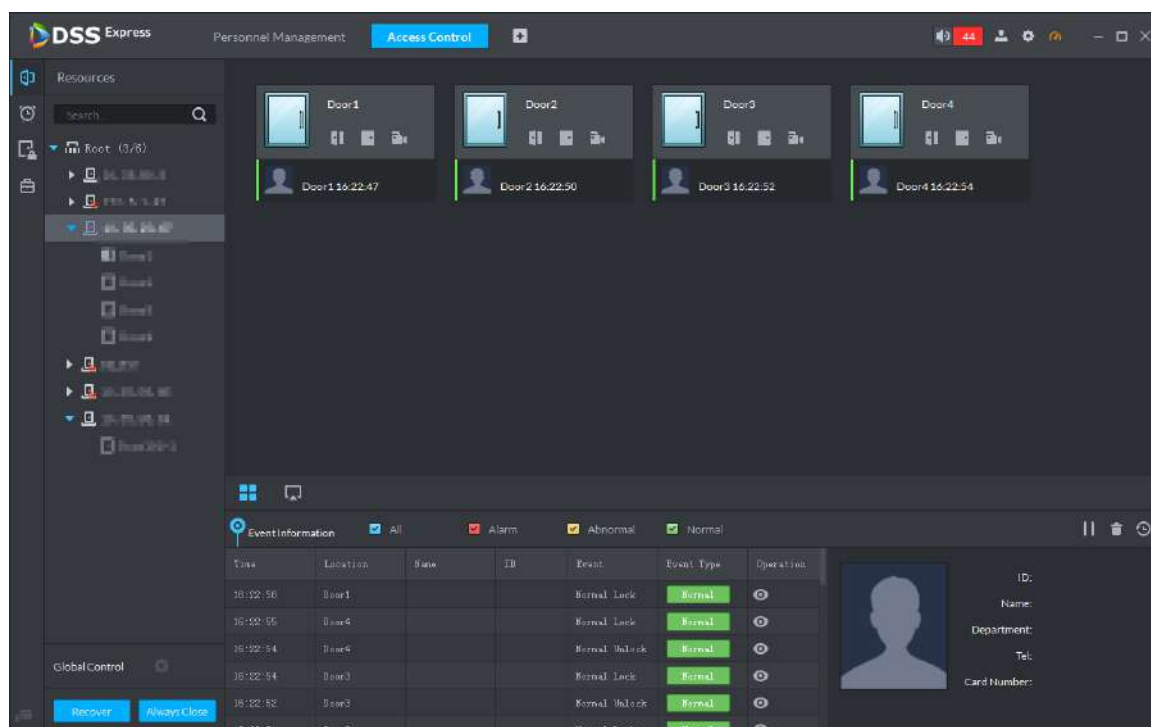 DSS Express
Personnel Management
Access Control
44
Resources
Search...
Root (3/6)
Door1
Door2
Door3
Door4
Door1 16:22:47
Door2 16:22:50
Door3 16:22:52
Door4 16:22:54
Event Information
All
Alarm
Abnormal
Normal
Time Location Name ID Event Event Type Operation
Door1 Normal Lock Normal
16:22:55 Door4 Normal Lock Normal
16:22:54 Door4 Normal Unlock Normal
16:22:54 Door3 Normal Lock Normal
16:22:52 Door3 Normal Unlock Normal
ID:
Name:
Department:
Tel:
Card Number:
Global Control
Recover
Always Close